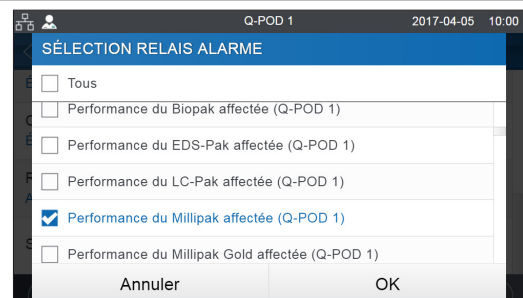 Q-POD 1 2017-04-05 10:00
SÉLECTION RELAIS ALARME
Tous
Performance du Biopak affectée (Q-POD 1)
Performance du EDS-Pak affectée (Q-POD 1)
Performance du LC-Pak affectée (Q-POD 1)
Performance du Millipak affectée (Q-POD 1)
Performance du Millipak Gold affectée (Q-POD 1)
Annuler OK